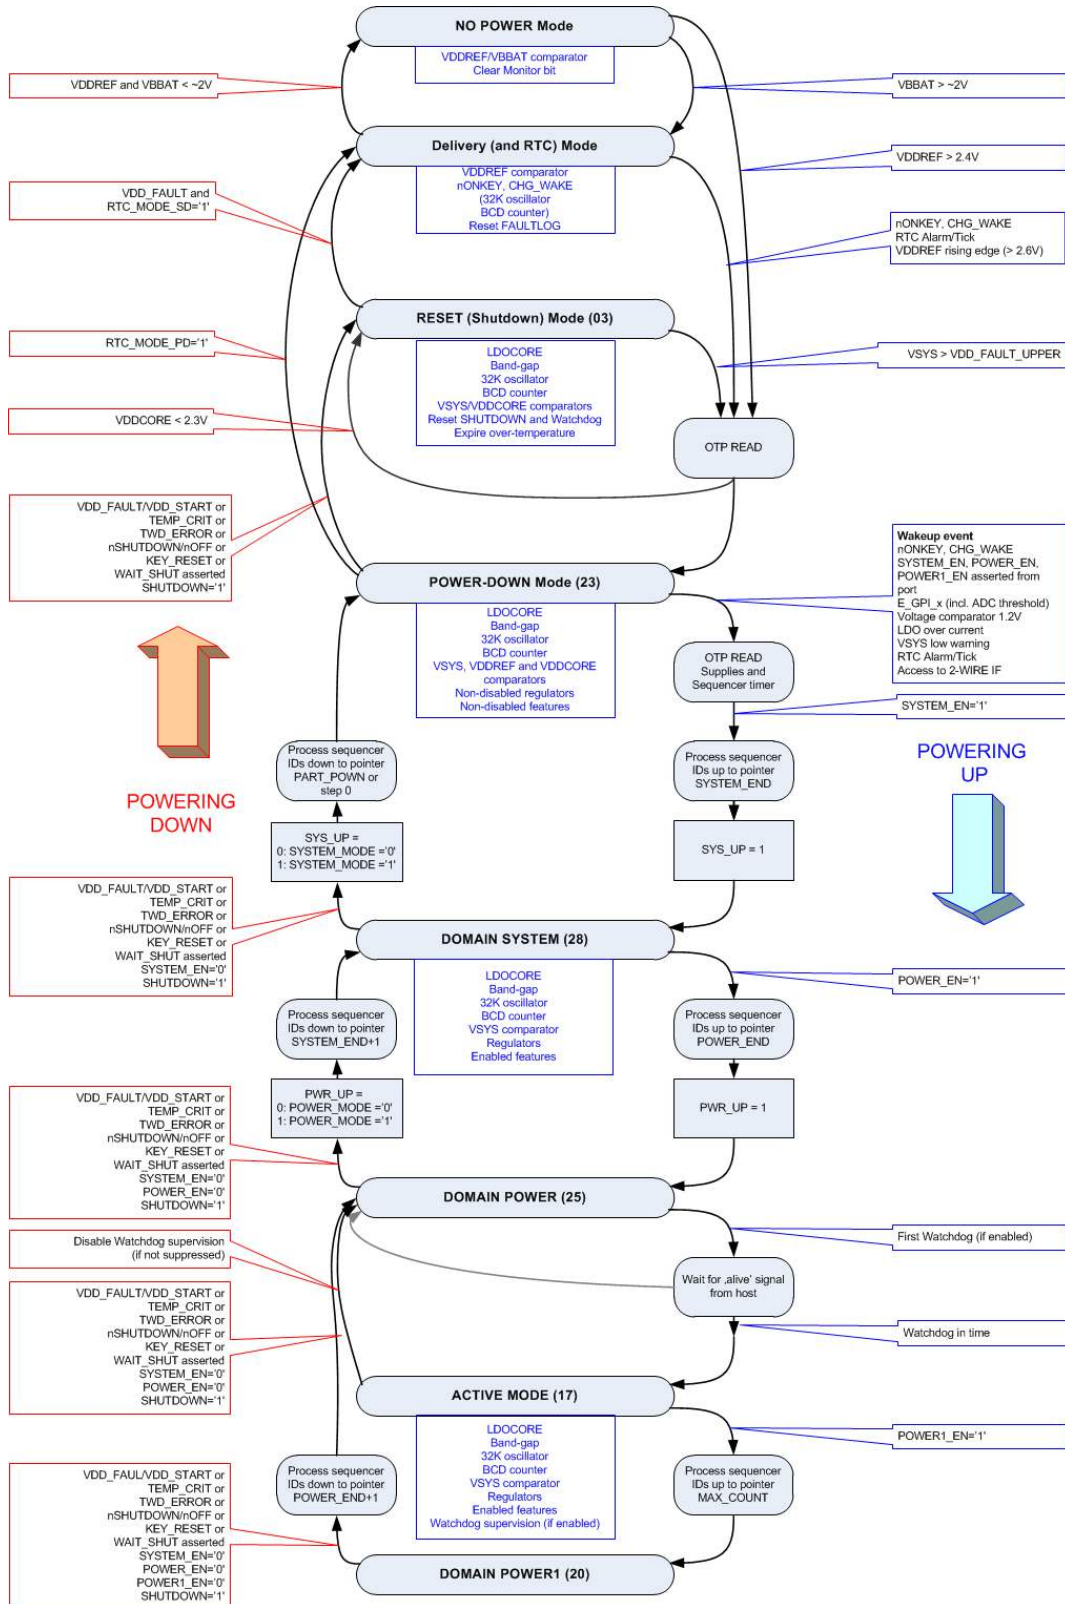 NO POWER Mode
VDDREF/VBBAT comparator
Clear Monitor bit
VDDREF and VBBAT < ~2V
VBBAT > ~2V
Delivery (and RTC) Mode
VDDREF comparator
nONKEY, CHG_WAKE
(32K oscillator
BCD counter)
Reset FAULTLOG
VDDREF > 2.4V
VDD_FAULT and
RTC_MODE_SD='1'
nONKEY, CHG_WAKE
RTC Alarm/Tick
VDDREF rising edge (> 2.6V)
RESET (Shutdown) Mode (03)
LDOCORE
Band-gap
32K oscillator
BCD counter
VSYS/VDDCORE comparators
Reset SHUTDOWN and Watchdog
Expire over-temperature
RTC_MODE_PD='1'
VSYS > VDD_FAULT_UPPER
VDDCORE < 2.3V
OTP READ
VDD_FAULT/VDD_START or
TEMP_CRIT or
TWD_ERROR or
nSHUTDOWN/nOFF or
KEY_RESET or
WAIT_SHUT asserted
SHUTDOWN='1'
Wakeup event
nONKEY, CHG_WAKE
SYSTEM_EN, POWER_EN,
POWER1_EN asserted from
port
E_GPI_x (incl. ADC threshold)
Voltage comparator 1.2V
LDO over current
VSYS low warning
RTC Alarm/Tick
Access to 2-WIRE IF
POWER-DOWN Mode (23)
LDOCORE
Band-gap
32K oscillator
BCD counter
VSYS, VDDREF and VDDCORE
comparators
Non-disabled regulators
Non-disabled features
OTP READ
Supplies and
Sequencer timer
SYSTEM_EN='1'
Process sequencer
IDs down to pointer
PART_POWN or
step 0
Process sequencer
IDs up to pointer
SYSTEM_END
POWERING
DOWN
POWERING
UP
SYS_UP =
0: SYSTEM_MODE ='0'
1: SYSTEM_MODE ='1'
SYS_UP = 1
VDD_FAULT/VDD_START or
TEMP_CRIT or
TWD_ERROR or
nSHUTDOWN/nOFF or
KEY_RESET or
WAIT_SHUT asserted
SYSTEM_EN='0'
SHUTDOWN='1'
DOMAIN SYSTEM (28)
LDOCORE
Band-gap
32K oscillator
BCD counter
VSYS comparator
Regulators
Enabled features
POWER_EN='1'
Process sequencer
IDs down to pointer
SYSTEM_END+1
Process sequencer
IDs up to pointer
POWER_END
PWR_UP =
0: POWER_MODE ='0'
1: POWER_MODE ='1'
PWR_UP = 1
VDD_FAULT/VDD_START or
TEMP_CRIT or
TWD_ERROR or
nSHUTDOWN/nOFF or
KEY_RESET or
WAIT_SHUT asserted
SYSTEM_EN='0'
POWER_EN='0'
SHUTDOWN='1'
DOMAIN POWER (25)
Disable Watchdog supervision
(if not suppressed)
First Watchdog (if enabled)
Wait for ‚alive' signal
from host
VDD_FAULT/VDD_START or
TEMP_CRIT or
TWD_ERROR or
nSHUTDOWN/nOFF or
KEY_RESET or
WAIT_SHUT asserted
SYSTEM_EN='0'
POWER_EN='0'
SHUTDOWN='1'
Watchdog in time
ACTIVE MODE (17)
LDOCORE
Band-gap
32K oscillator
BCD counter
VSYS comparator
Regulators
Enabled features
Watchdog supervision (if enabled)
POWER1_EN='1'
Process sequencer
IDs down to pointer
POWER_END+1
Process sequencer
IDs up to pointer
MAX_COUNT
VDD_FAUL/VDD_START or
TEMP_CRIT or
TWD_ERROR or
nSHUTDOWN/nOFF or
KEY_RESET or
WAIT_SHUT asserted
SYSTEM_EN='0'
POWER_EN='0'
POWER1_EN='0'
SHUTDOWN='1'
DOMAIN POWER1 (20)